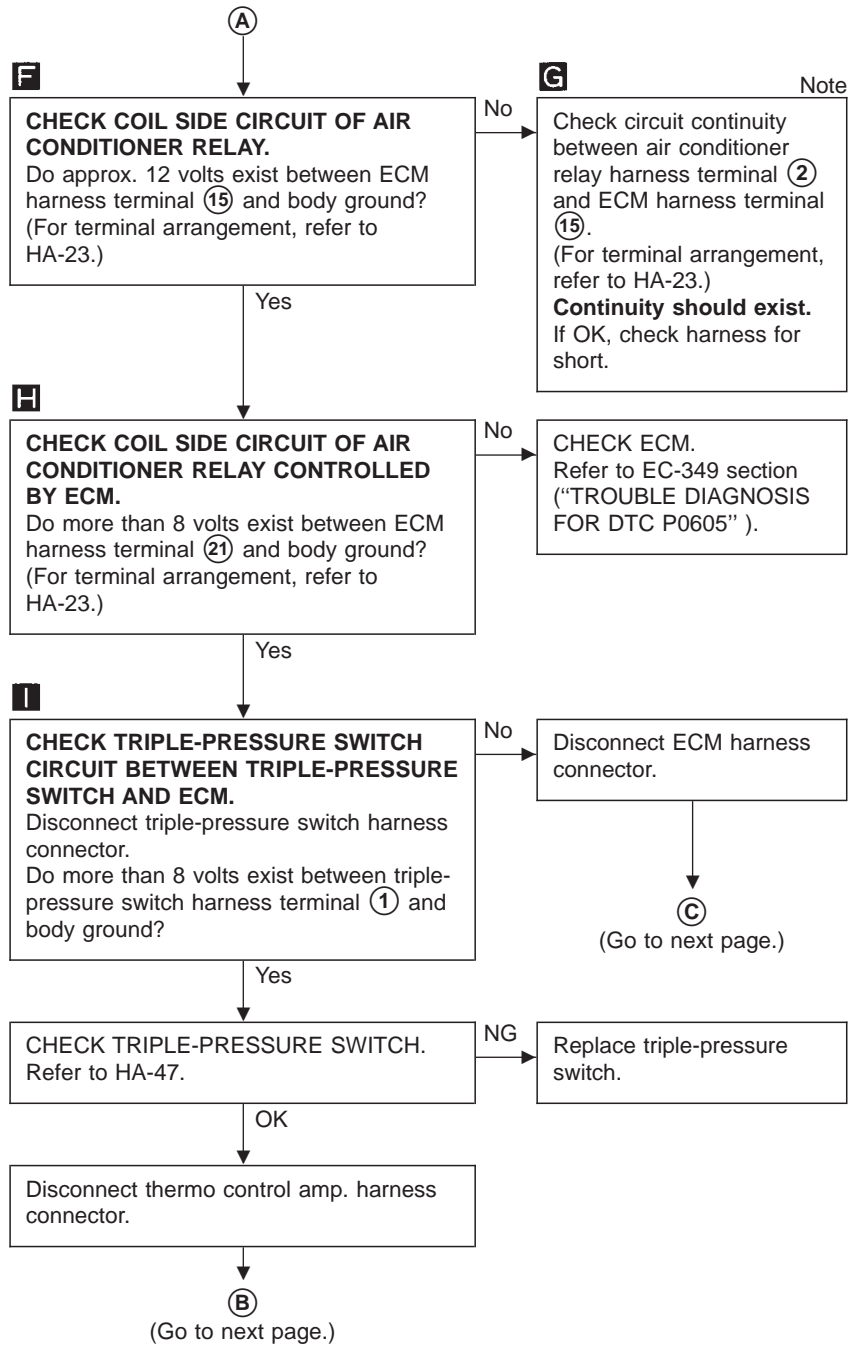 A
F
CHECK COIL SIDE CIRCUIT OF AIR
CONDITIONER RELAY.
Do approx. 12 volts exist between ECM
harness terminal 15 and body ground?
(For terminal arrangement, refer to
HA-23.)
No
G
Note
Check circuit continuity
between air conditioner
relay harness terminal 2
and ECM harness terminal
15.
(For terminal arrangement,
refer to HA-23.)
Continuity should exist.
If OK, check harness for
short.
Yes
H
CHECK COIL SIDE CIRCUIT OF AIR
CONDITIONER RELAY CONTROLLED
BY ECM.
Do more than 8 volts exist between ECM
harness terminal 21 and body ground?
(For terminal arrangement, refer to
HA-23.)
No
CHECK ECM.
Refer to EC-349 section
(‘‘TROUBLE DIAGNOSIS
FOR DTC P0605’’ ).
Yes
I
CHECK TRIPLE-PRESSURE SWITCH
CIRCUIT BETWEEN TRIPLE-PRESSURE
SWITCH AND ECM.
Disconnect triple-pressure switch harness
connector.
Do more than 8 volts exist between triple-
pressure switch harness terminal 1 and
body ground?
No
Disconnect ECM harness
connector.
C
(Go to next page.)
Yes
CHECK TRIPLE-PRESSURE SWITCH.
Refer to HA-47.
NG
Replace triple-pressure
switch.
OK
Disconnect thermo control amp. harness
connector.
B
(Go to next page.)